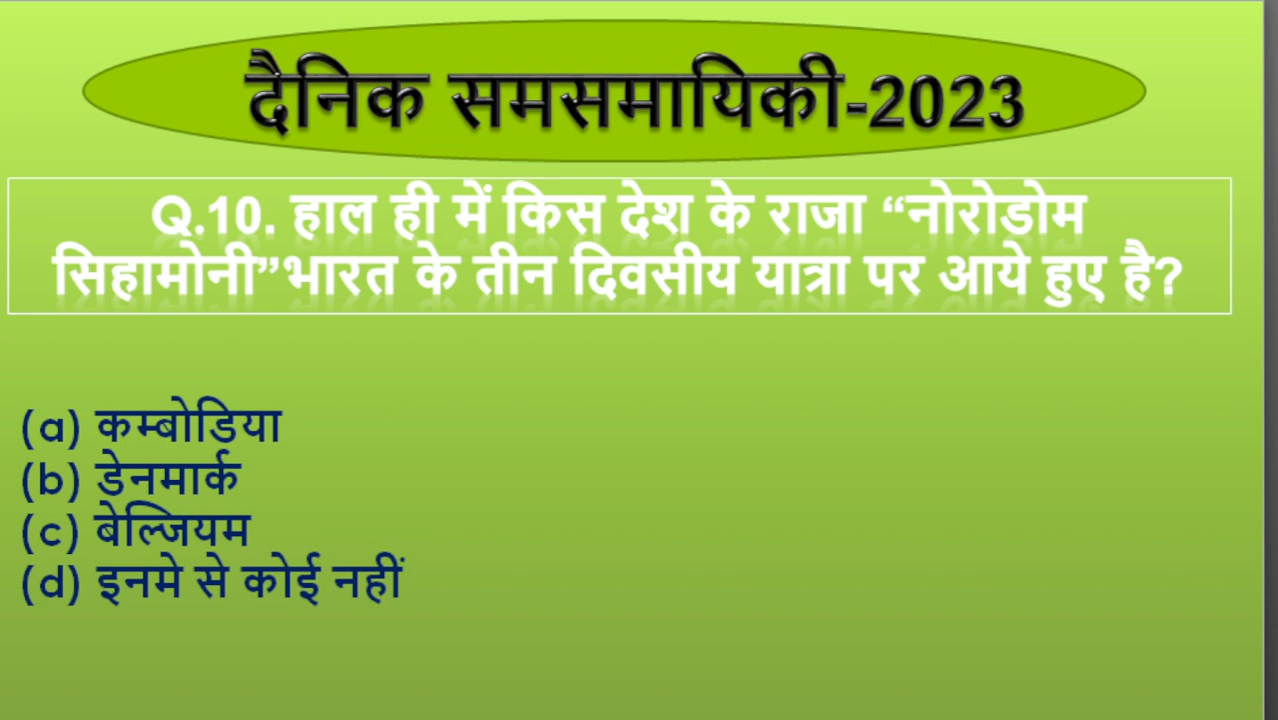 दैनिक समसमायिकी-2023
Q.10. हाल ही में किस देश के राजा “नोरोडोम
सिहामोनी”भारत के तीन दिवसीय यात्रा पर आये हुए है?
(a) कम्बोडिया
(b) डेनमार्क
(c) बेल्जियम
(d) इनमे से कोई नहीं